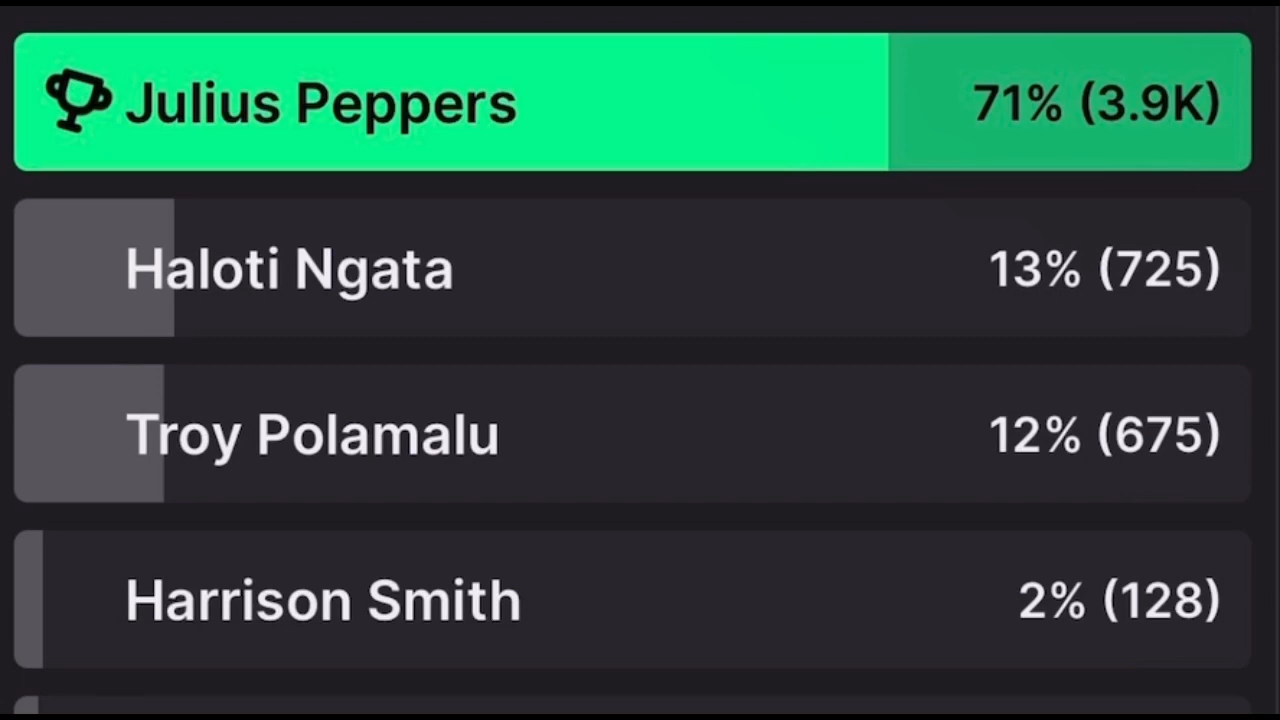 Julius Peppers 71% (3.9K)
Haloti Ngata 13% (725)
Troy Polamalu 12% (675)
Harrison Smith 2% (128)